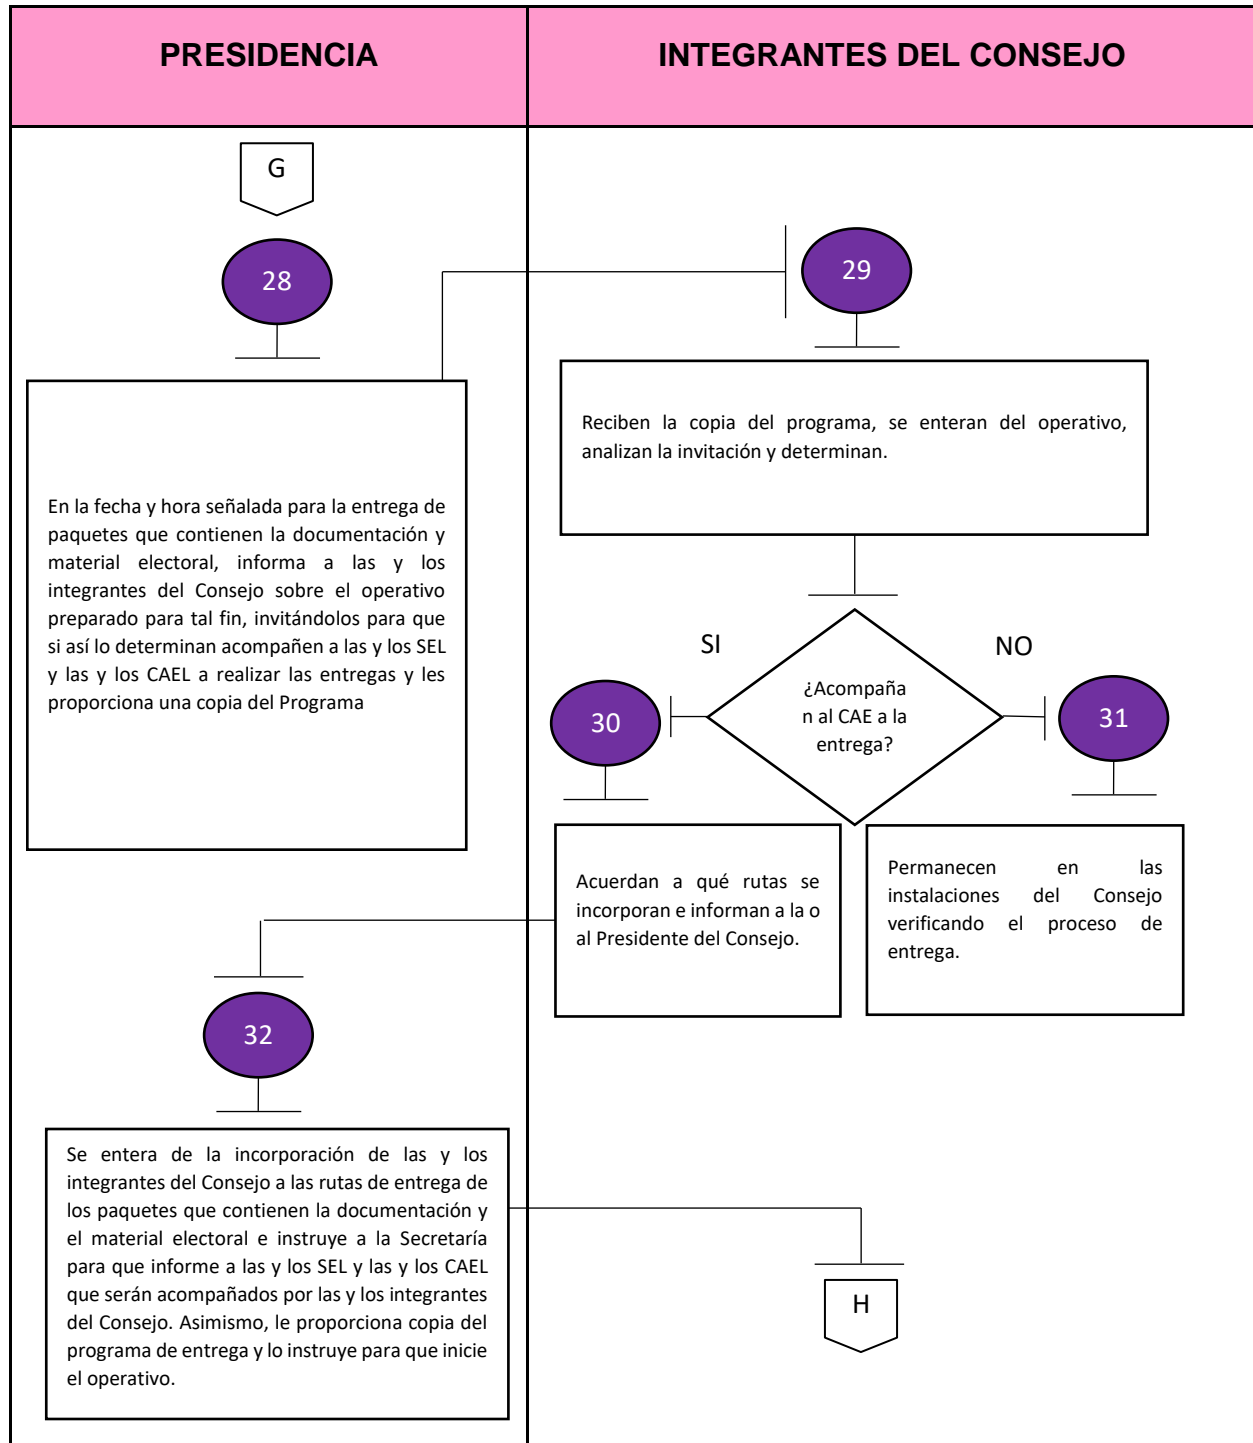 PRESIDENCIA
INTEGRANTES DEL CONSEJO
G
28
En la fecha y hora señalada para la entrega de
paquetes que contienen la documentación y
material electoral, informa a las y los
integrantes del Consejo sobre el operativo
preparado para tal fin, invitándolos para que
si así lo determinan acompañen a las y los SEL
y las y los CAEL a realizar las entregas y les
proporciona una copia del Programa
29
Reciben la copia del programa, se enteran del operativo,
analizan la invitación y determinan.
SI
NO
¿Acompaña
n al CAE a la
entrega?
30
31
Acuerdan a qué rutas se
incorporan e informan a la o
al Presidente del Consejo.
Permanecen en las
instalaciones del Consejo
verificando el proceso de
entrega.
32
Se entera de la incorporación de las y los
integrantes del Consejo a las rutas de entrega de
los paquetes que contienen la documentación y
el material electoral e instruye a la Secretaría
para que informe a las y los SEL y las y los CAEL
que serán acompañados por las y los integrantes
del Consejo. Asimismo, le proporciona copia del
programa de entrega y lo instruye para que inicie
el operativo.
H